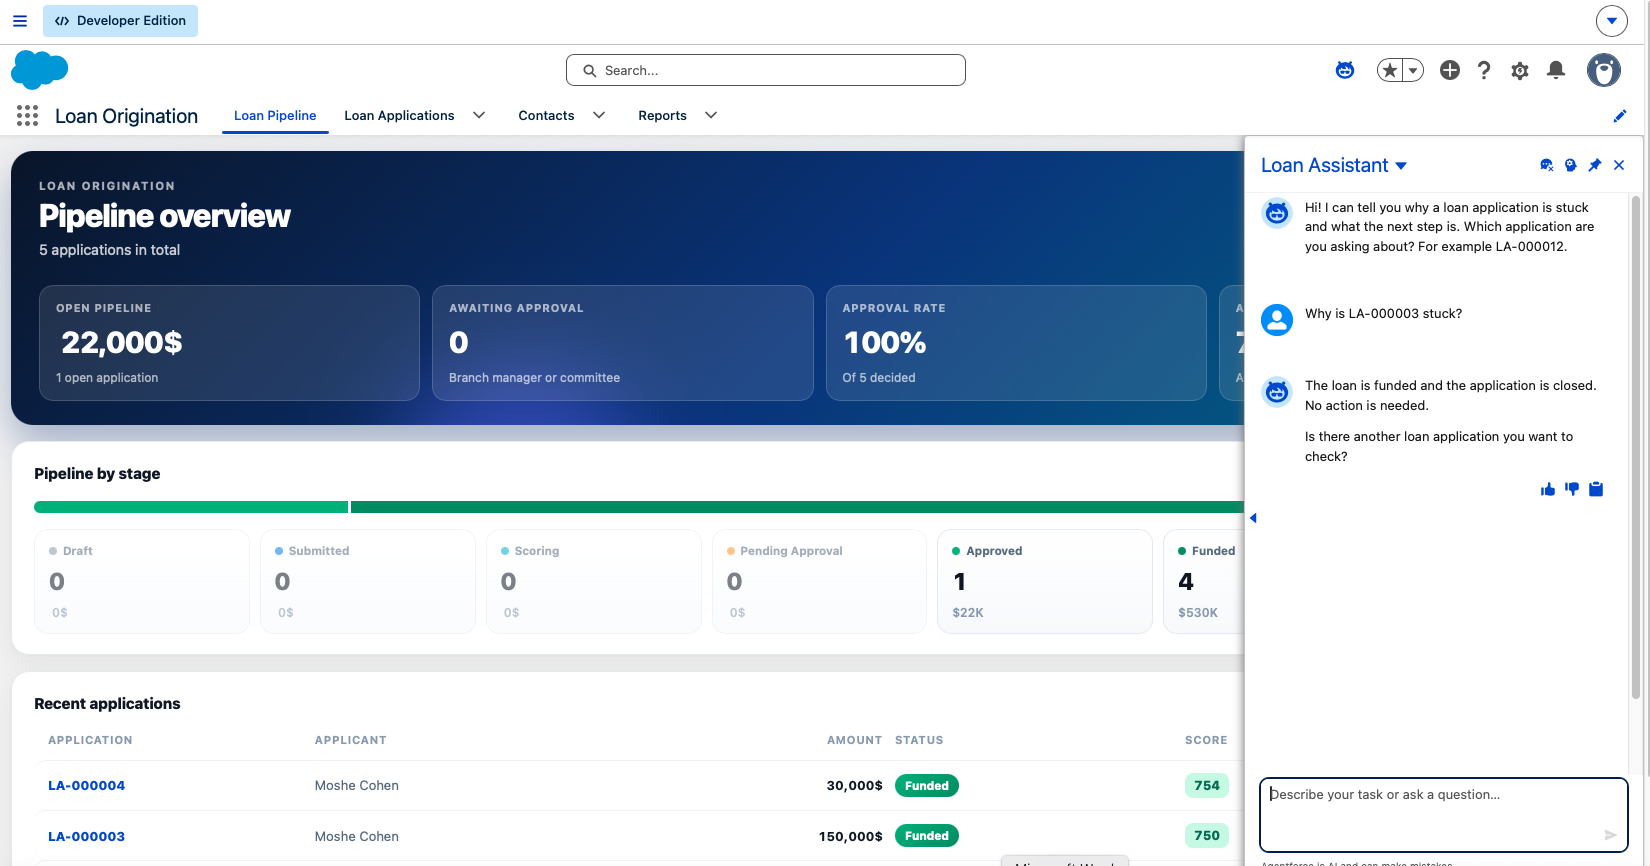 Developer Edition
Search...
Loan Origination
Loan Pipeline
Loan Applications
Contacts
Reports
LOAN ORIGINATION
Pipeline overview
5 applications in total
OPEN PIPELINE
22,000$
1 open application
AWAITING APPROVAL
0
Branch manager or committee
APPROVAL RATE
100%
Of 5 decided
Pipeline by stage
Draft
0
0$
Submitted
0
0$
Scoring
0
0$
Pending Approval
0
0$
Approved
1
$22K
Funded
4
$530K
Recent applications
APPLICATION APPLICANT AMOUNT STATUS SCORE
LA-000004 Moshe Cohen 30,000$ Funded 754
LA-000003 Moshe Cohen 150,000$ Funded 750
Loan Assistant
Hi! I can tell you why a loan application is stuck
and what the next step is. Which application are
you asking about? For example LA-000012.
Why is LA-000003 stuck?
The loan is funded and the application is closed.
No action is needed.
Is there another loan application you want to
check?
Describe your task or ask a question...